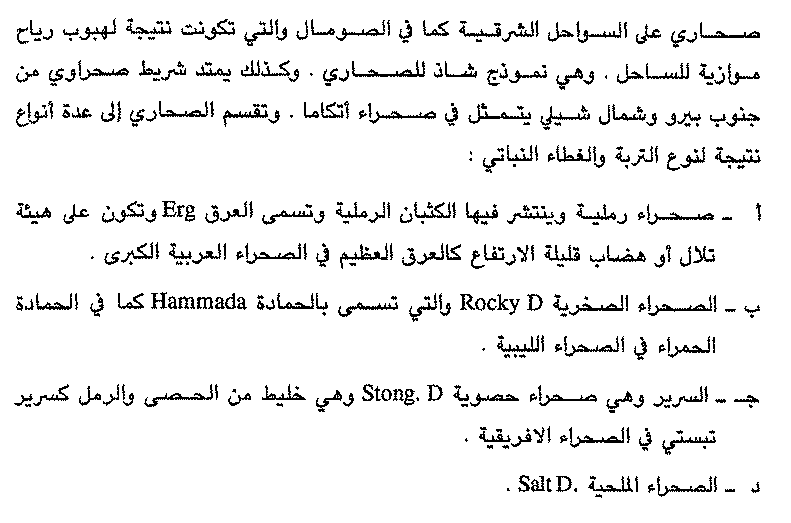 صحاري على السواحل الشرقية كما في الصومال والتي تكونت نتيجة لهبوب رياح
موازية للساحل . وهي نموذج شاذ للصحاري . وكذلك يمتد شريط صحراوي من
جنوب بيرو وشمال شيلي يتمثل في صحراء أتكاما . وتقسم الصحاري إلى عدة أنواع
نتيجة لنوع التربة والغطاء النباتي :
أ ـ صحراء رملية وينتشر فيها الكثبان الرملية وتسمى العرق Erg وتكون على هيئة
تلال أو هضاب قليلة الارتفاع كالعرق العظيم في الصحراء العربية الكبرى .
ب ـ الصحراء الصخرية Rocky D والتي تسمى بالحمادة Hammada كما في الحمادة
الحمراء في الصحراء الليبية .
جـ ـ السرير وهي صحراء حصوية Stong. D وهي خليط من الحصى والرمل كسرير
تبستي في الصحراء الافريقية .
د ـ الصحراء الملحية Salt D. .